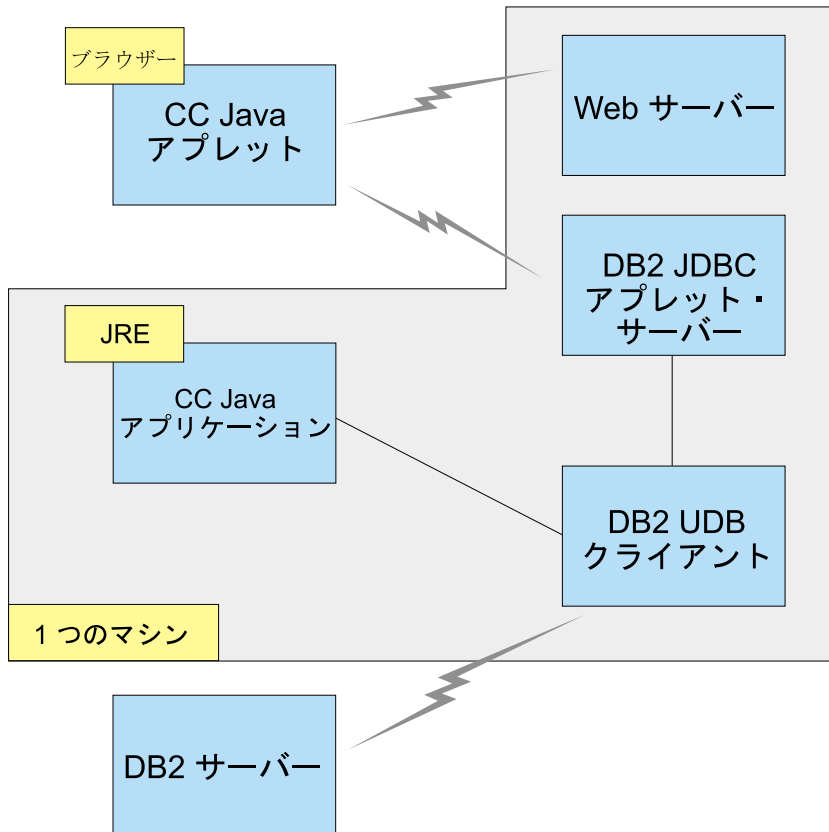 ブラウザー
CC Java
アプレット
Web サーバー
DB2 JDBC
アプレット・
サーバー
JRE
CC Java
アプリケーション
DB2 UDB
クライアント
1 つのマシン
DB2 サーバー